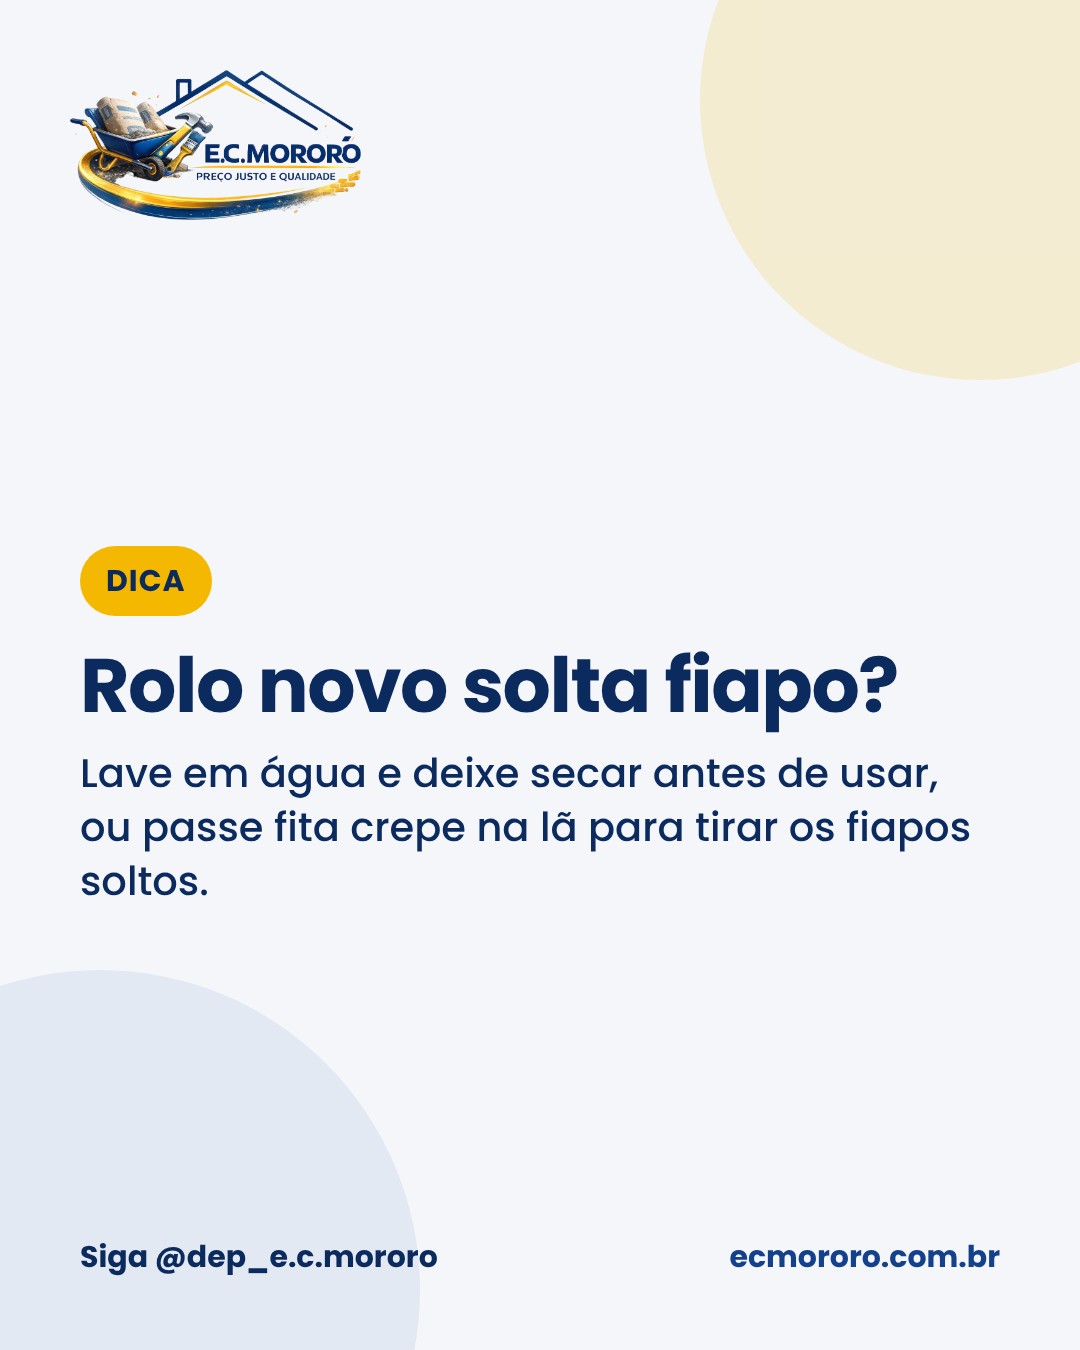 E.C.MORORÓ
PREÇO JUSTO E QUALIDADE
DICA
Rolo novo solta fiapo?
Lave em água e deixe secar antes de usar,
ou passe fita crepe na lã para tirar os fiapos
soltos.
Siga @dep_e.c.mororo
ecmororo.com.br